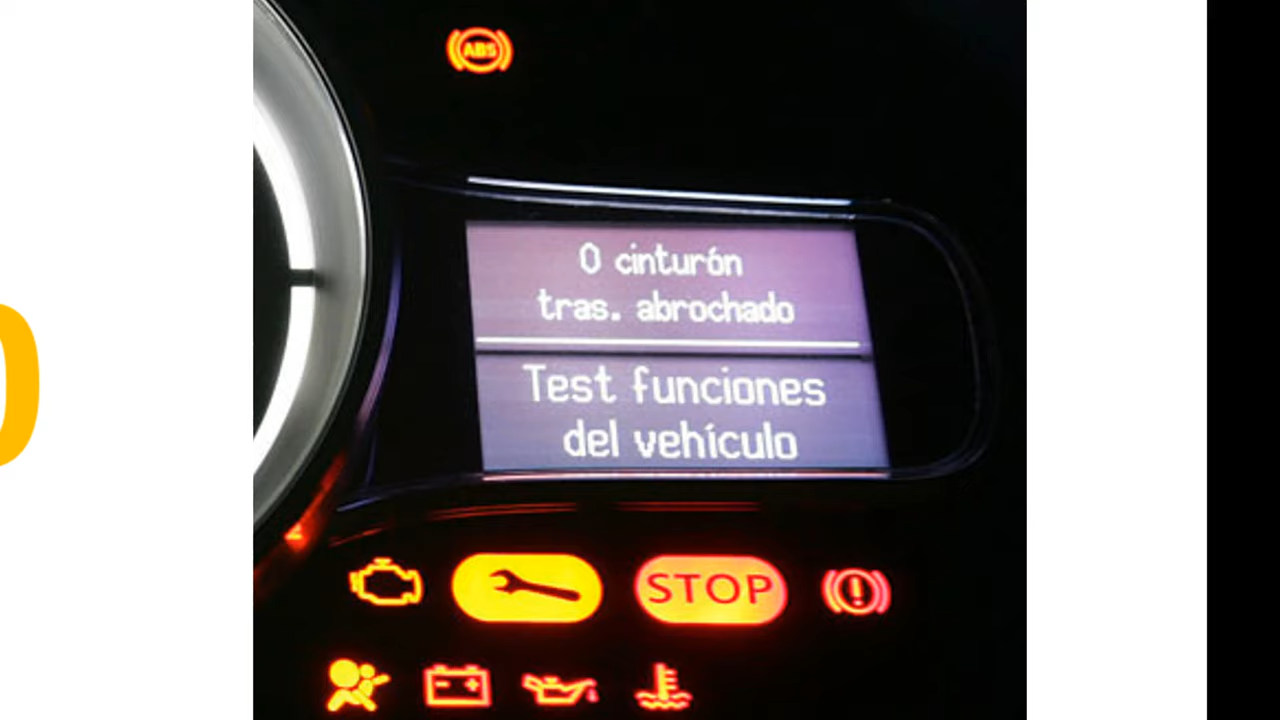 ABS
0 cinturón
tras. abrochado
Test funciones
del vehículo
STOP